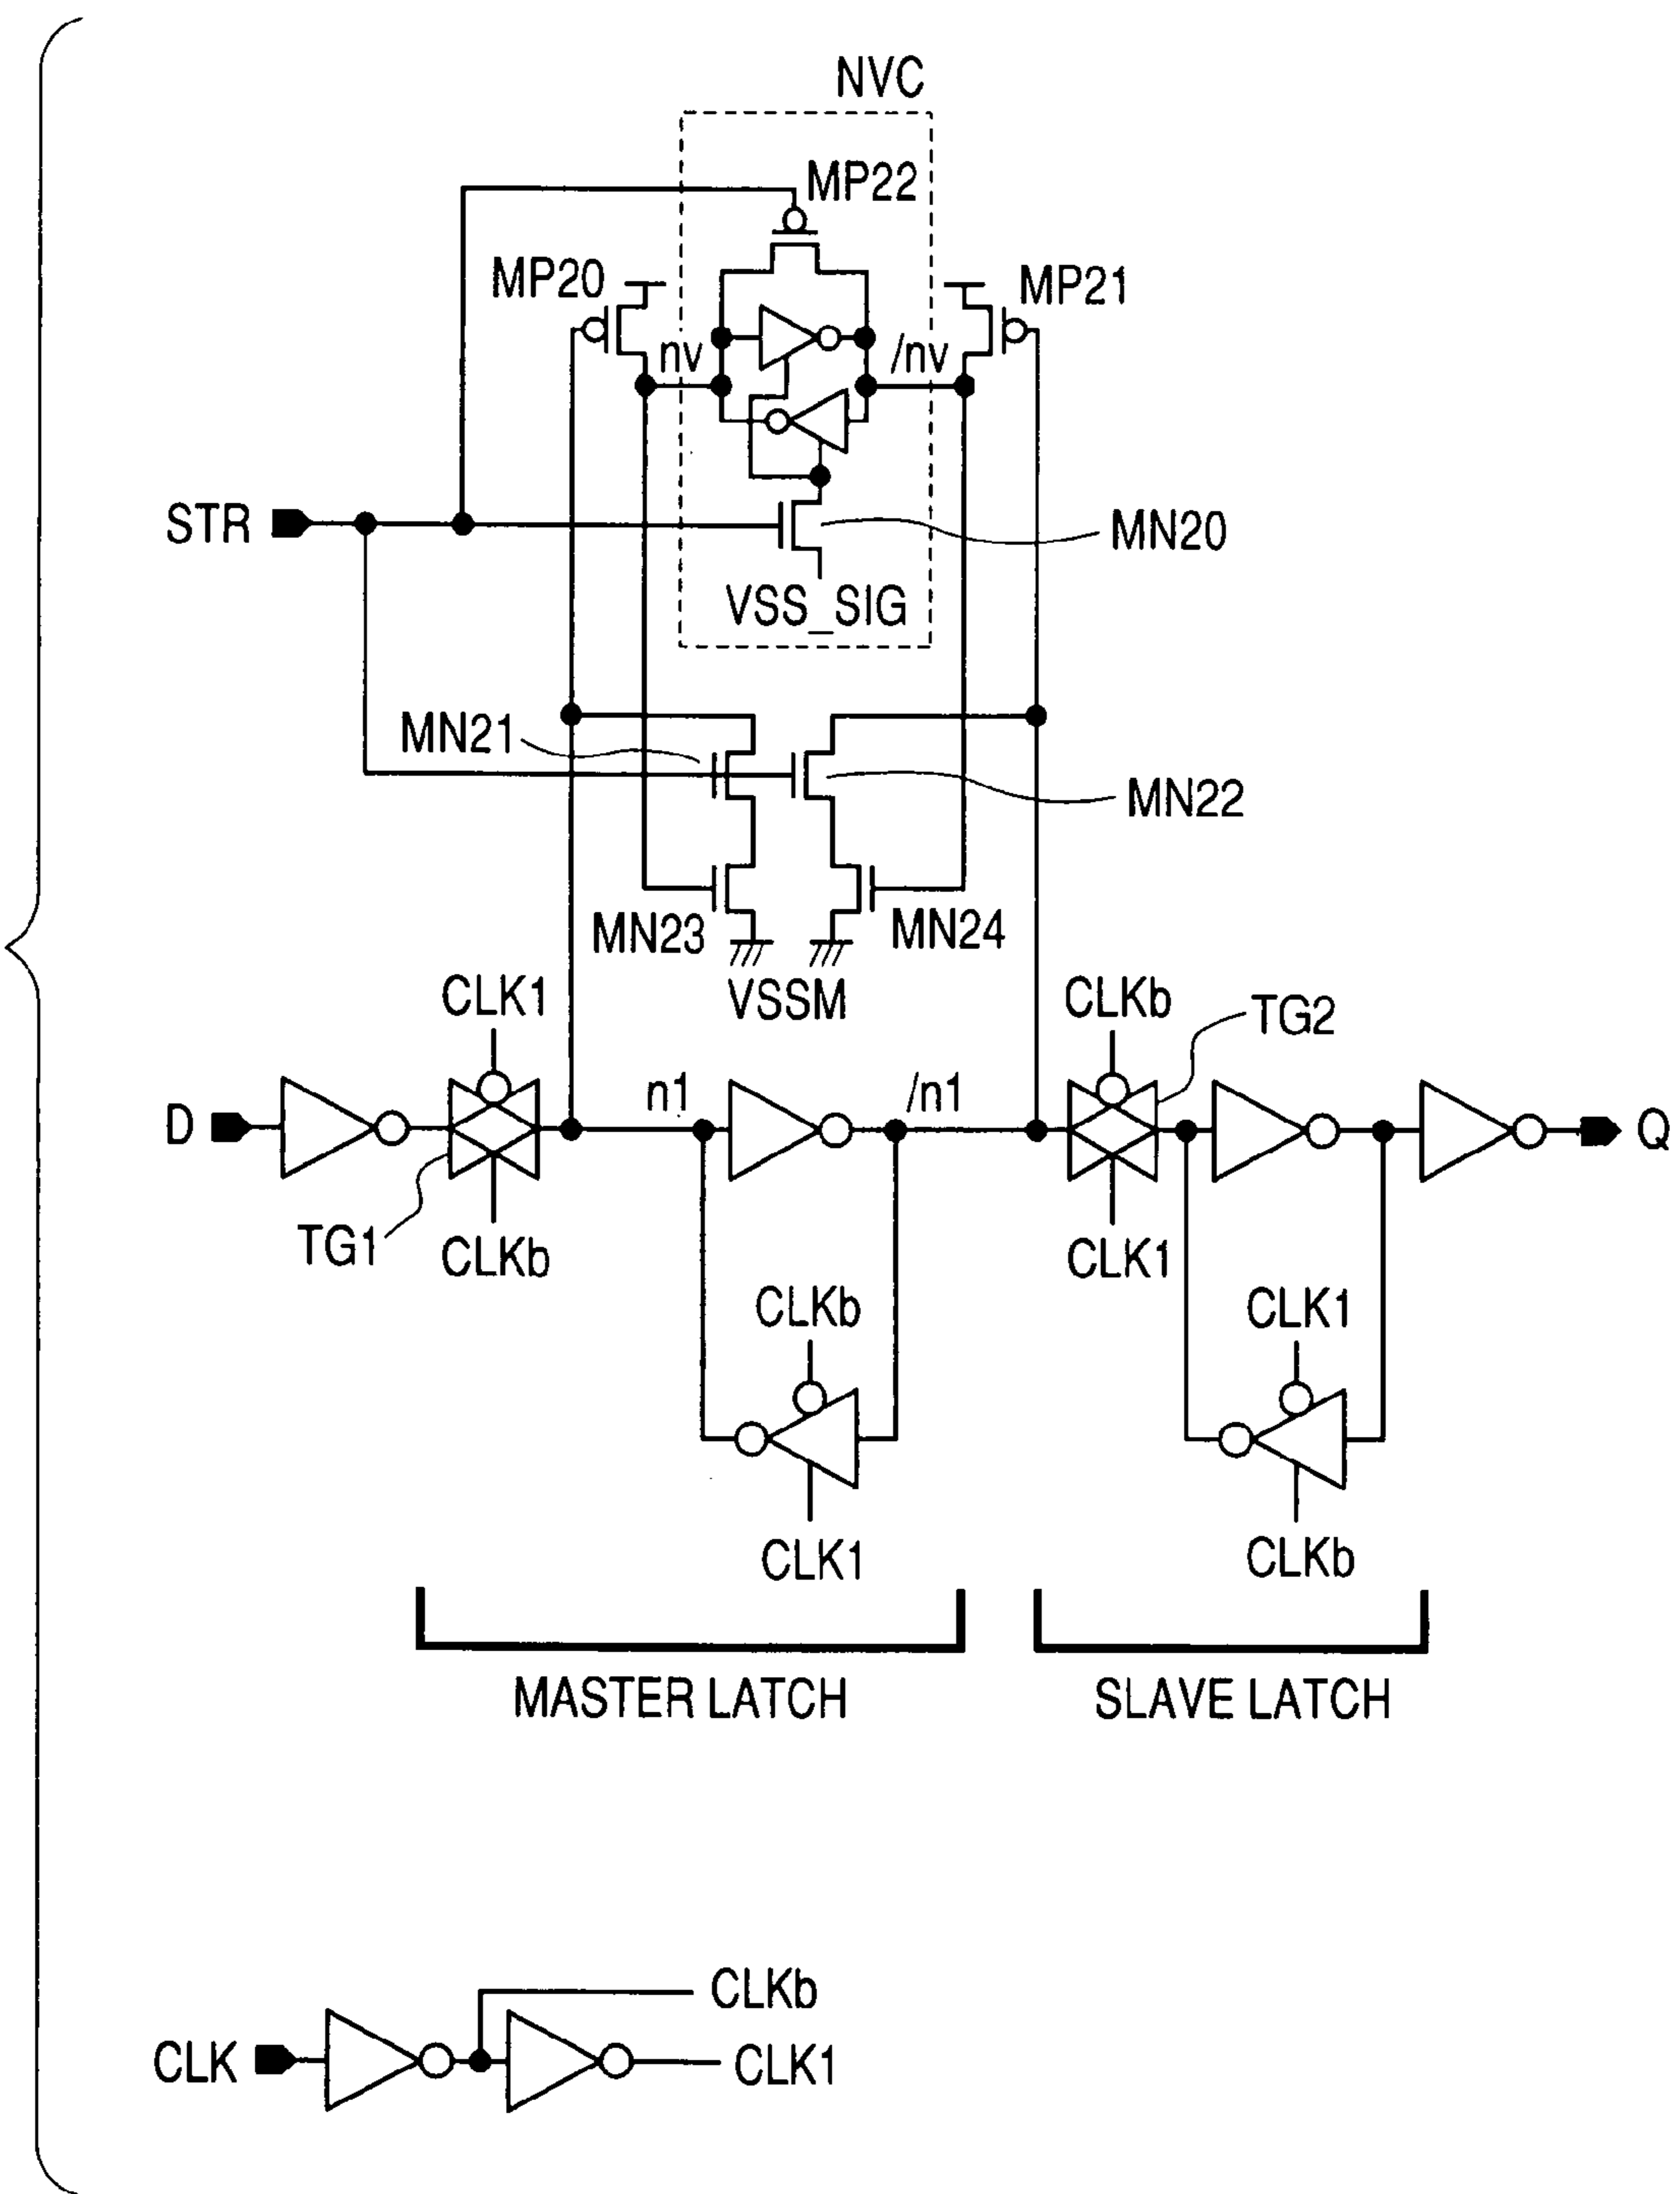 NVC
MP22
MP20
MP21
nv
/nv
STR
MN20
VSS_SIG
MN21
MN22
MN23
MN24
VSSM
CLK1
CLKb
TG2
D
n1
/n1
Q
TG1
CLKb
CLK1
CLKb
CLK1
CLK1
CLKb
MASTER LATCH
SLAVE LATCH
CLKb
CLK
CLK1